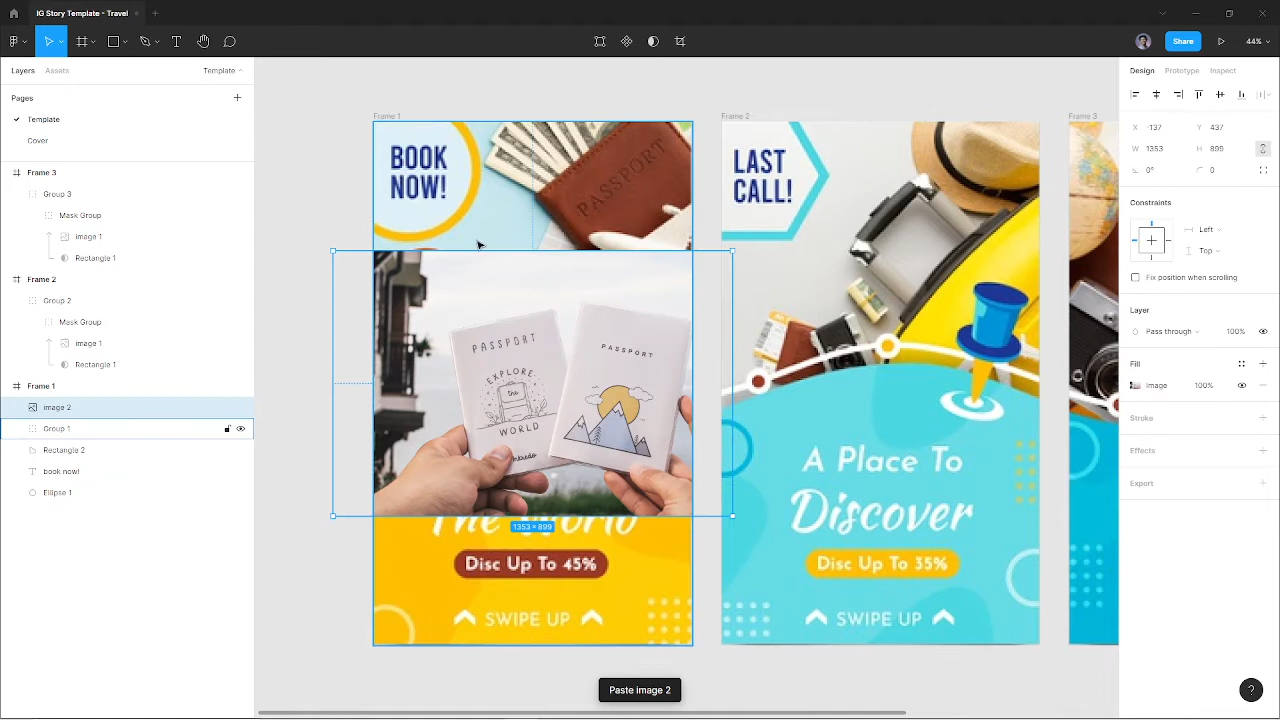 IG Story Template - Travel
Share
44%
Layers
Assets
Template
Pages
Template
Cover
Frame 3
Group 3
Mask Group
image 1
Rectangle 1
Frame 2
Group 2
Mask Group
image 1
Rectangle 1
Frame 1
image 2
Group 1
Rectangle 2
book now!
Ellipse 1
Frame 1
BOOK
NOW!
PASSPORT
PASSPORT
EXPLORE
the
WORLD
PASSPORT
The World
1353 × 899
Disc Up To 45%
SWIPE UP
Frame 2
LAST
CALL!
A Place To
Discover
Disc Up To 35%
SWIPE UP
Frame 3
Paste image 2
Design
Prototype
Inspect
X -137
Y 437
W 1353
H 899
0°
0
Constraints
Left
Top
Fix position when scrolling
Layer
Pass through
100%
Fill
Image
100%
Stroke
Effects
Export
?